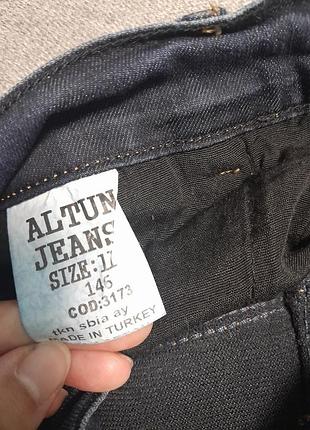 ALTUN
JEANS
SIZE:11
146
COD:3173
tkn sbia ay
MADE IN TURKEY